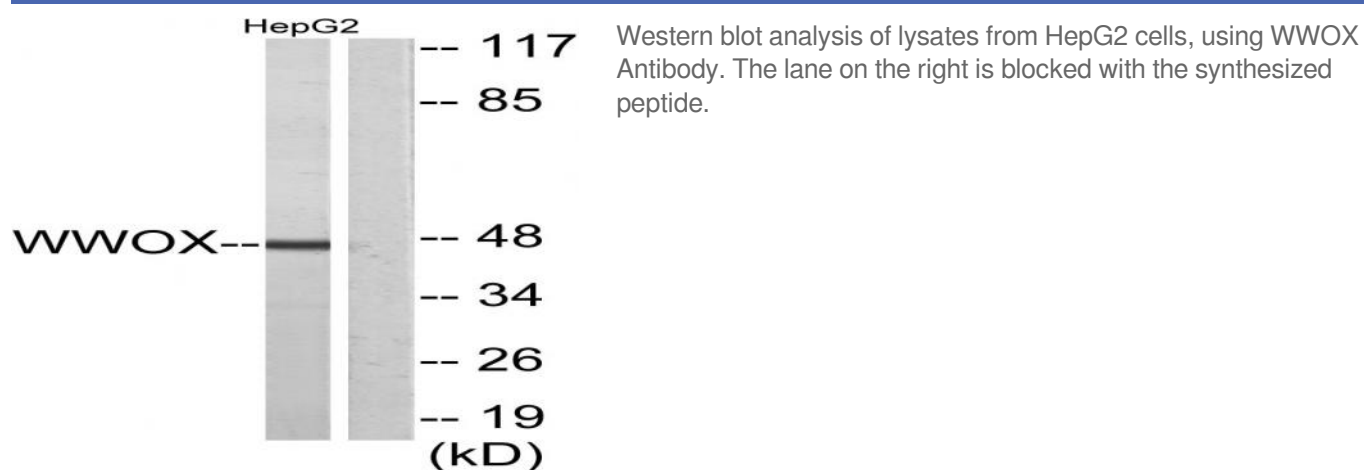 HepG2
-- 117
-- 85
WWOX--
-- 48
-- 34
-- 26
-- 19
(kD)
Western blot analysis of lysates from HepG2 cells, using WWOX
Antibody. The lane on the right is blocked with the synthesized
peptide.